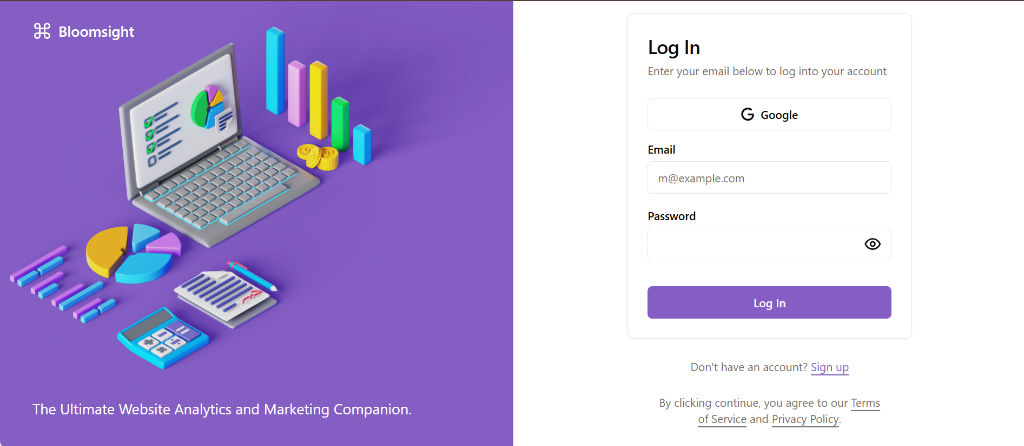 Bloomsight
The Ultimate Website Analytics and Marketing Companion.
Log In
Enter your email below to log into your account
Google
Email
m@example.com
Password
Log In
Don't have an account? Sign up
By clicking continue, you agree to our Terms
of Service and Privacy Policy.